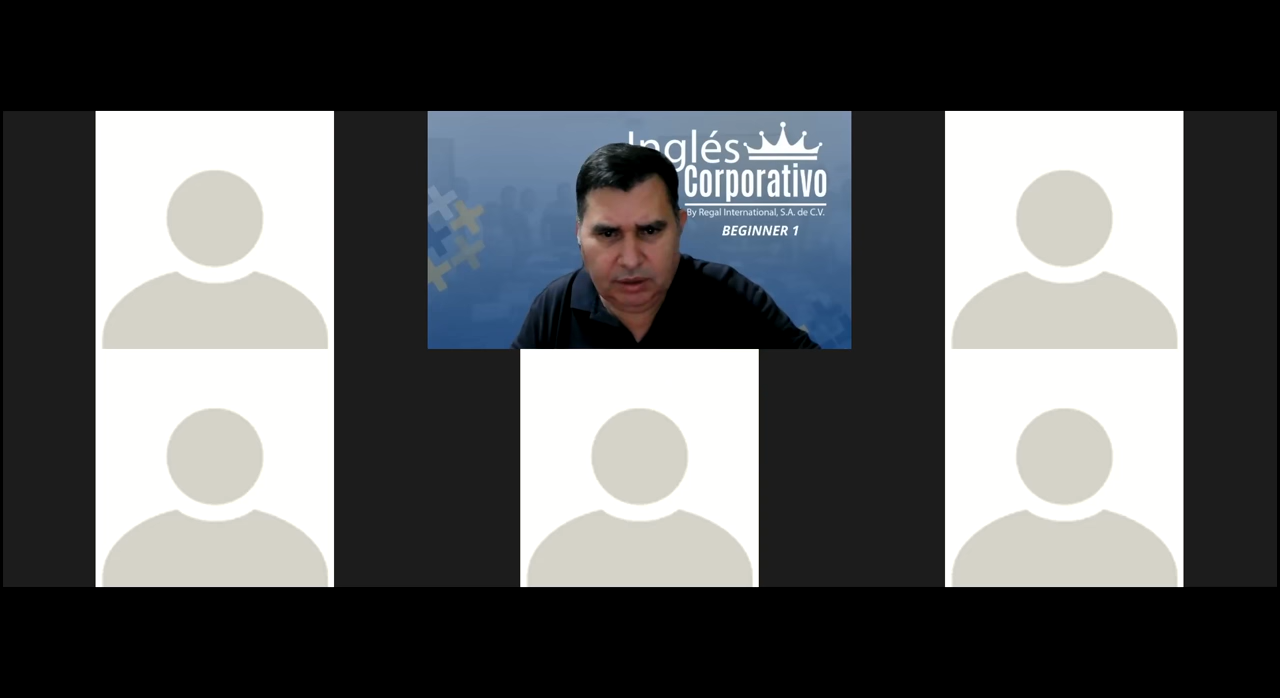 Inglés
Corporativo
By Regal International, S.A. de C.V.
BEGINNER 1